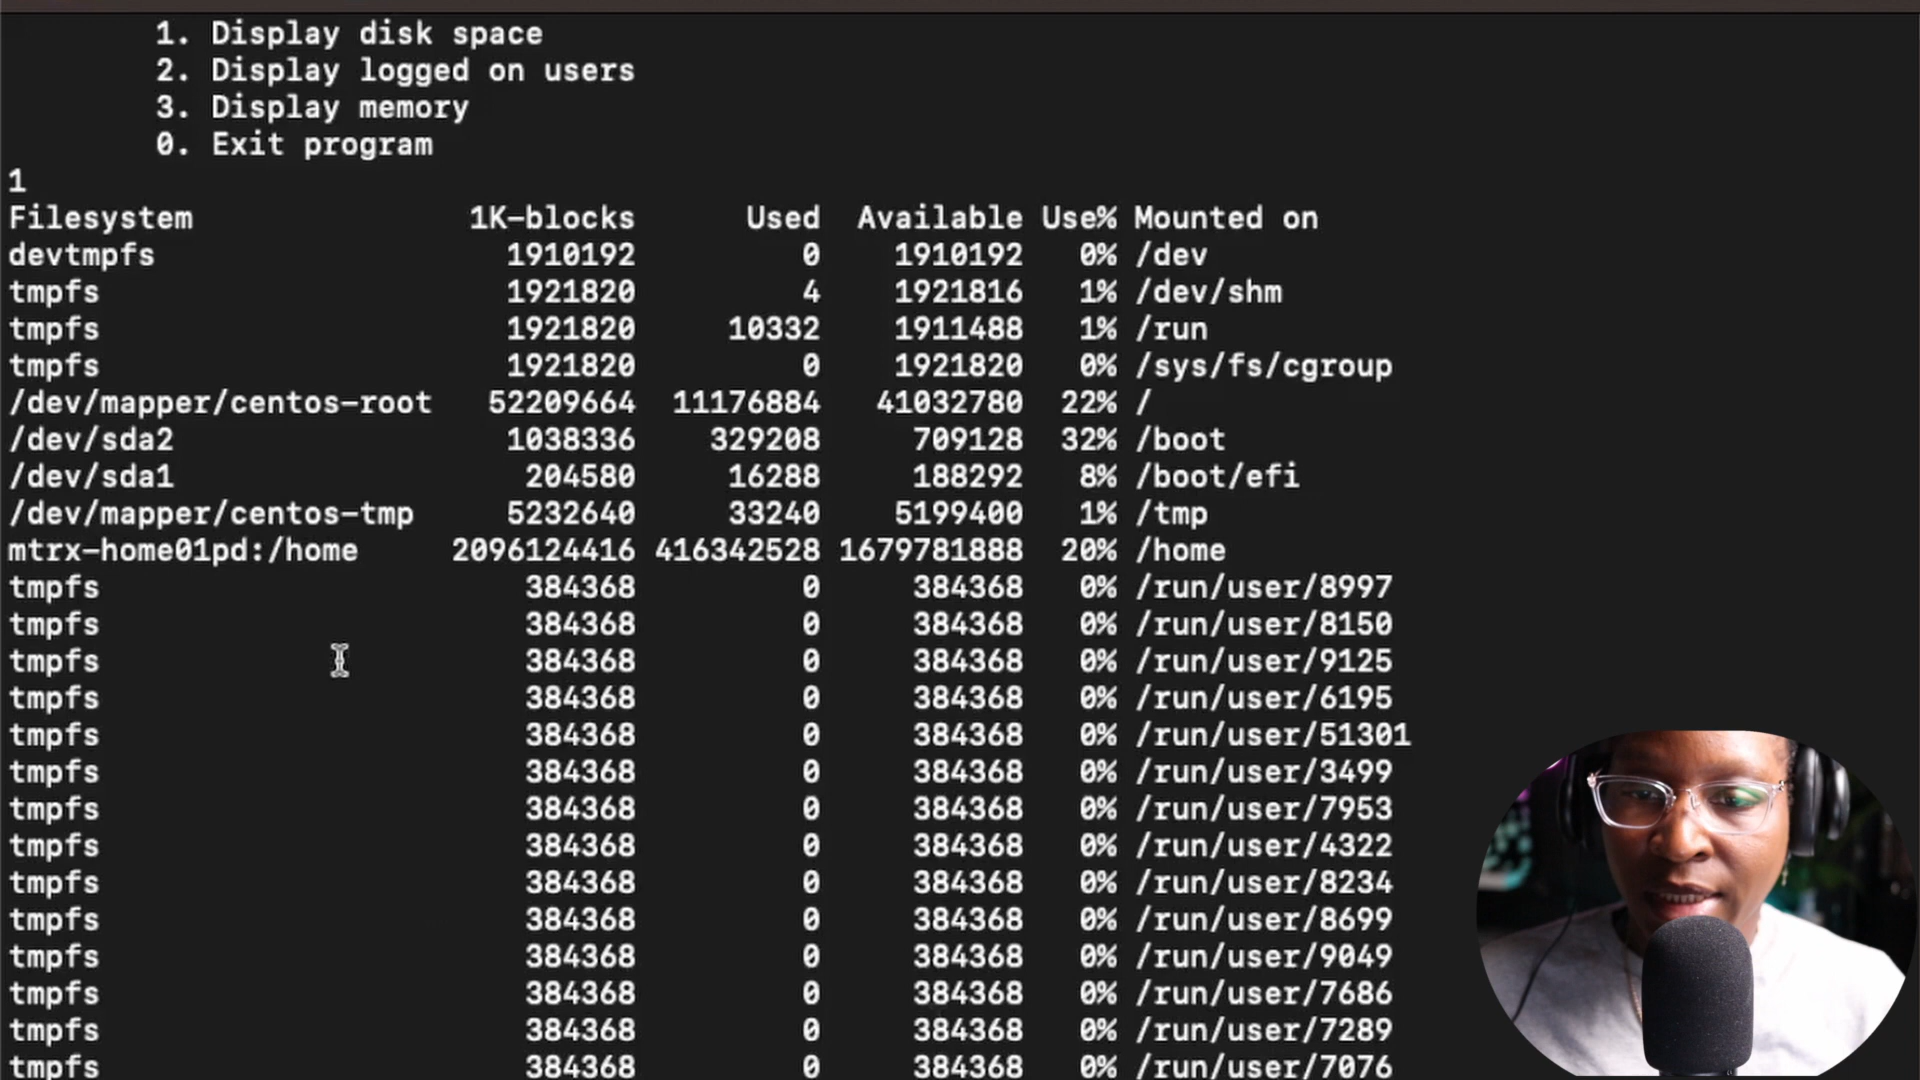 1. Display disk space
2. Display logged on users
3. Display memory
0. Exit program
1
Filesystem 1K-blocks Used Available Use% Mounted on
devtmpfs 1910192 0 1910192 0% /dev
tmpfs 1921820 4 1921816 1% /dev/shm
tmpfs 1921820 10332 1911488 1% /run
tmpfs 1921820 0 1921820 0% /sys/fs/cgroup
/dev/mapper/centos-root 52209664 11176884 41032780 22% /
/dev/sda2 1038336 329208 709128 32% /boot
/dev/sda1 204580 16288 188292 8% /boot/efi
/dev/mapper/centos-tmp 5232640 33240 5199400 1% /tmp
mtrx-home01pd:/home 2096124416 416342528 1679781888 20% /home
tmpfs 384368 0 384368 0% /run/user/8997
tmpfs 384368 0 384368 0% /run/user/8150
tmpfs 384368 0 384368 0% /run/user/9125
tmpfs 384368 0 384368 0% /run/user/6195
tmpfs 384368 0 384368 0% /run/user/51301
tmpfs 384368 0 384368 0% /run/user/3499
tmpfs 384368 0 384368 0% /run/user/7953
tmpfs 384368 0 384368 0% /run/user/4322
tmpfs 384368 0 384368 0% /run/user/8234
tmpfs 384368 0 384368 0% /run/user/8699
tmpfs 384368 0 384368 0% /run/user/9049
tmpfs 384368 0 384368 0% /run/user/7686
tmpfs 384368 0 384368 0% /run/user/7289
tmpfs 384368 0 384368 0% /run/user/7076